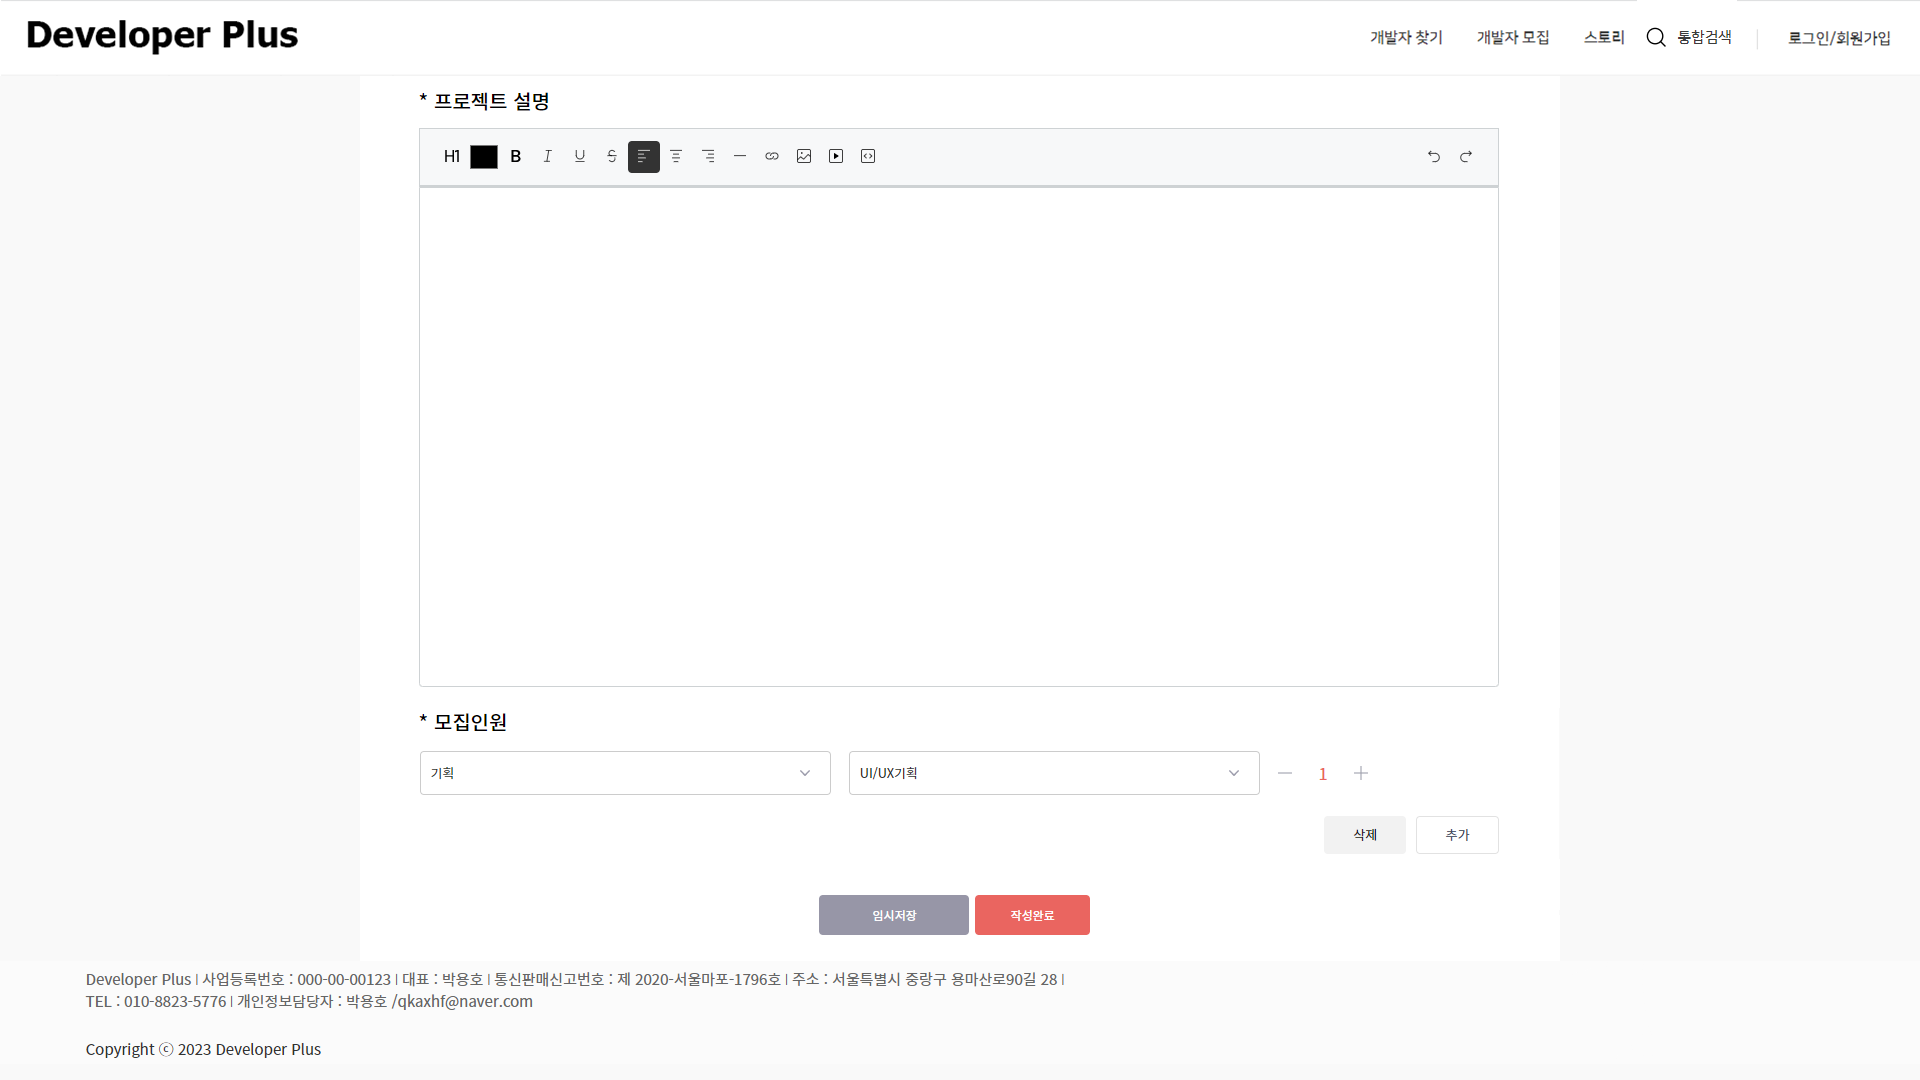 Developer Plus
개발자 찾기 개발자 모집 스토리 통합검색 로그인/회원가입
* 프로젝트 설명
H1 B I U S
* 모집인원
기획 UI/UX기획 1
삭제 추가
임시저장 작성완료
Developer Plus | 사업등록번호 : 000-00-00123 | 대표 : 박용호 | 통신판매신고번호 : 제 2020-서울마포-1796호 | 주소 : 서울특별시 중랑구 용마산로90길 28 |
TEL : 010-8823-5776 | 개인정보담당자 : 박용호 /qkaxhf@naver.com
Copyright ⓒ 2023 Developer Plus